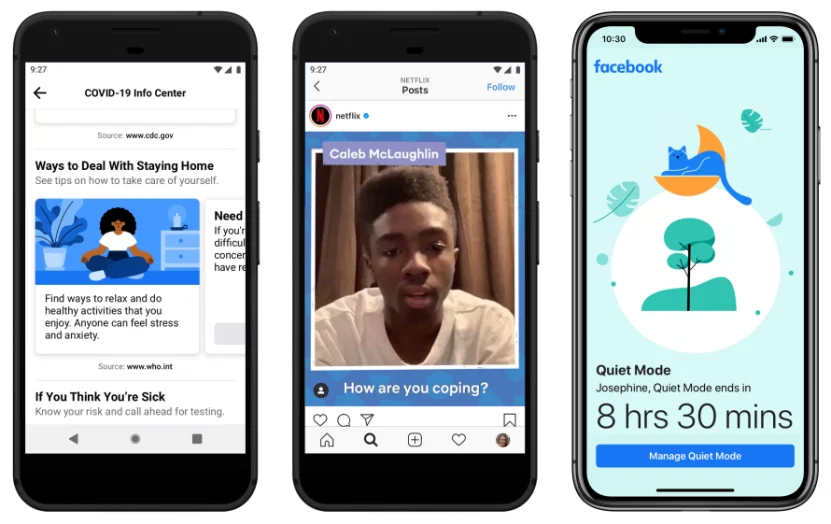 9:27
COVID-19 Info Center
Source: www.cdc.gov
Ways to Deal With Staying Home
See tips on how to take care of yourself.
Find ways to relax and do
healthy activities that you
enjoy. Anyone can feel stress
and anxiety.
Need
If you'r
difficul
concer
have re
Source: www.who.int
If You Think You're Sick
Know your risk and call ahead for testing.
9:27
NETFLIX
Posts
Follow
N
netflix
Caleb McLaughlin
How are you coping?
10:30
facebook
Quiet Mode
Josephine, Quiet Mode ends in
8 hrs 30 mins
Manage Quiet Mode